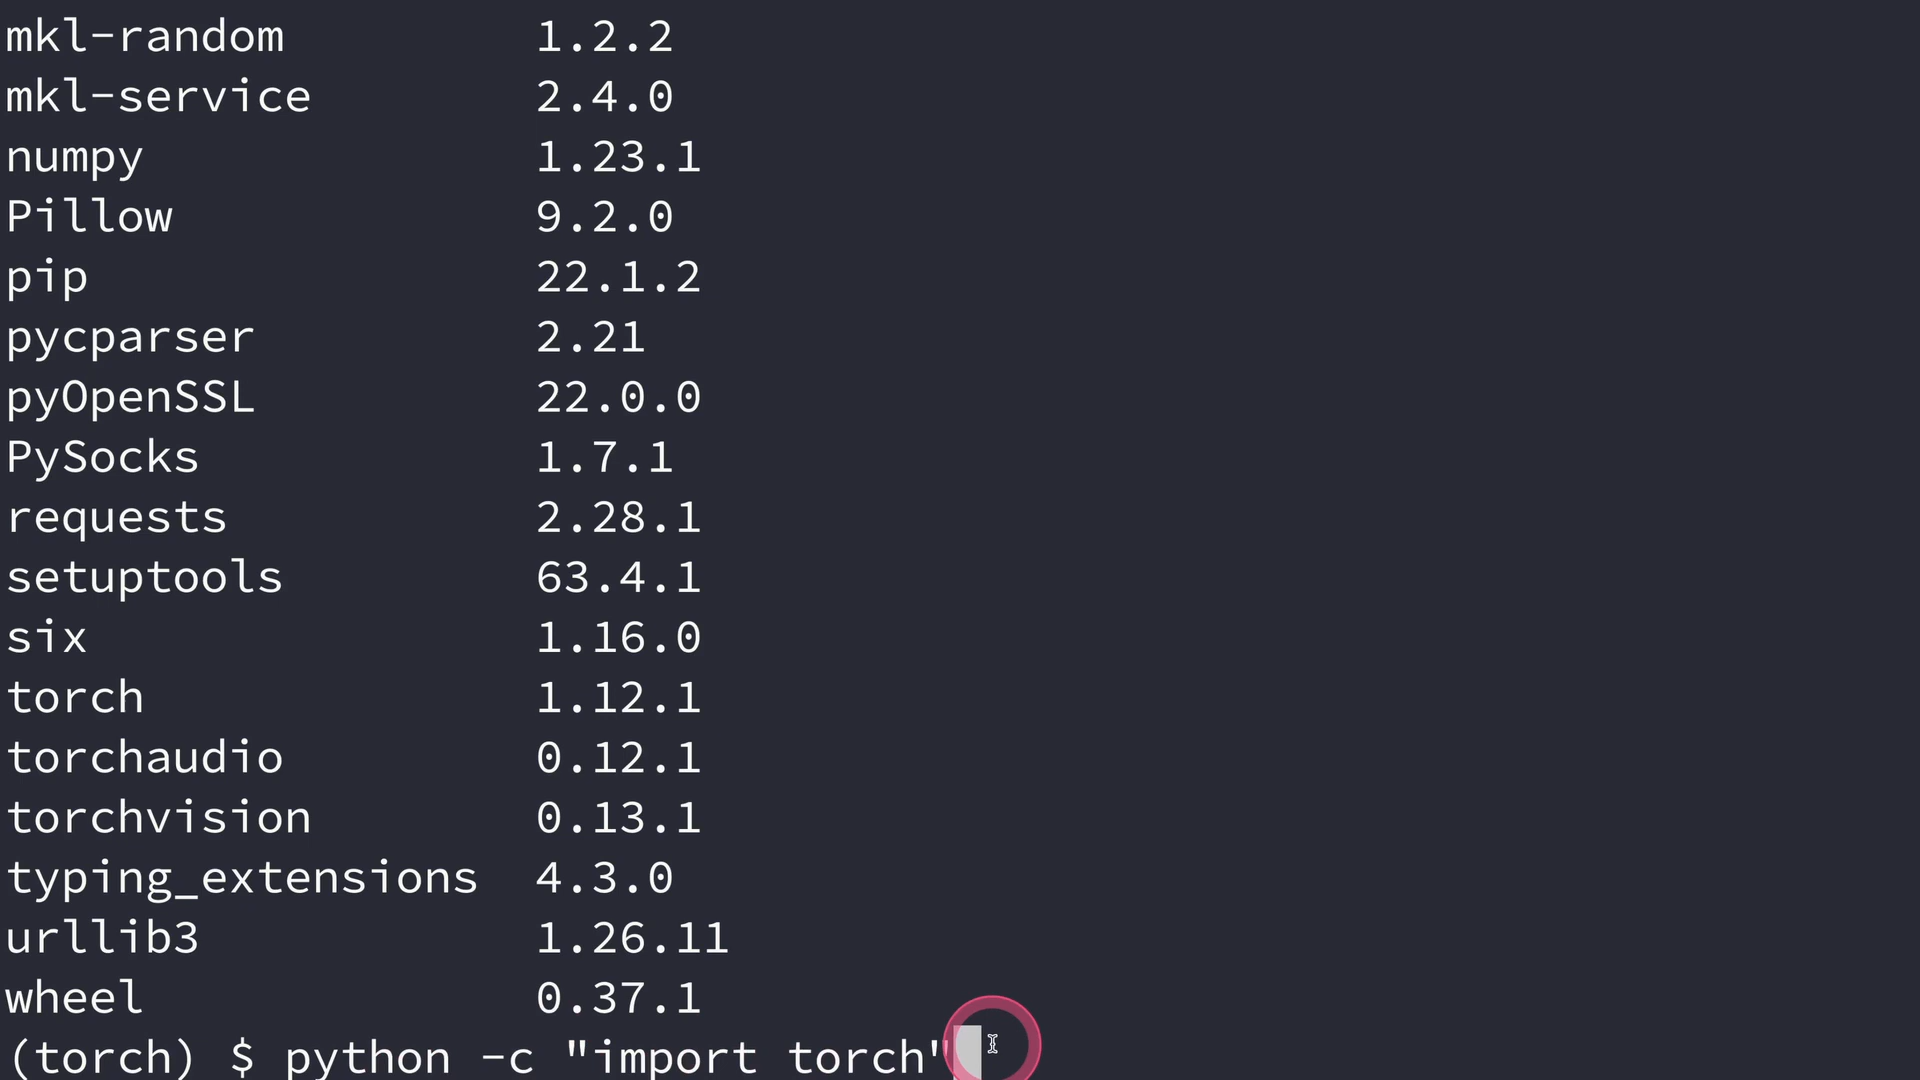 mkl-random 1.2.2
mkl-service 2.4.0
numpy 1.23.1
Pillow 9.2.0
pip 22.1.2
pycparser 2.21
pyOpenSSL 22.0.0
PySocks 1.7.1
requests 2.28.1
setuptools 63.4.1
six 1.16.0
torch 1.12.1
torchaudio 0.12.1
torchvision 0.13.1
typing_extensions 4.3.0
urllib3 1.26.11
wheel 0.37.1
(torch) $ python -c "import torch"